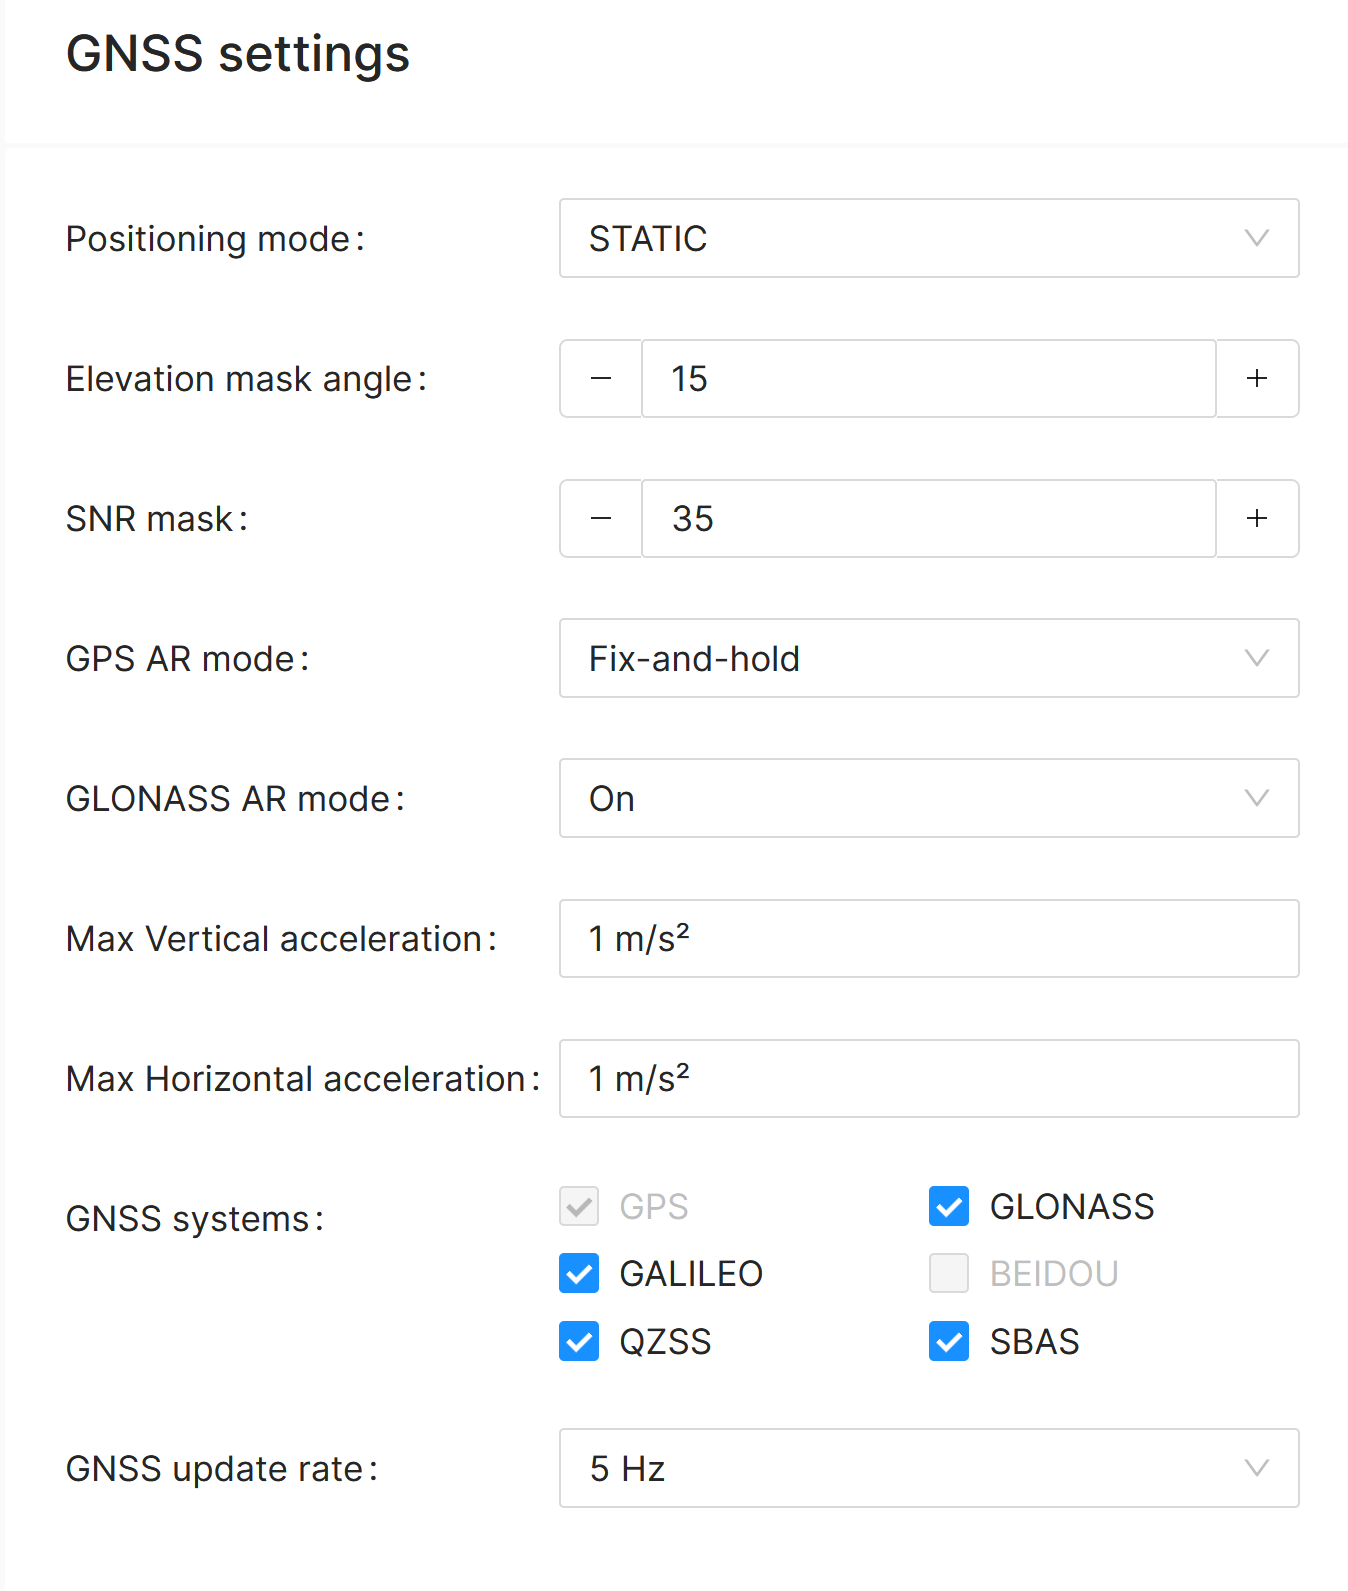 GNSS settings
Positioning mode: STATIC
Elevation mask angle: 15
SNR mask: 35
GPS AR mode: Fix-and-hold
GLONASS AR mode: On
Max Vertical acceleration: 1 m/s²
Max Horizontal acceleration: 1 m/s²
GNSS systems: GPS GLONASS
GALILEO BEIDOU
QZSS SBAS
GNSS update rate: 5 Hz